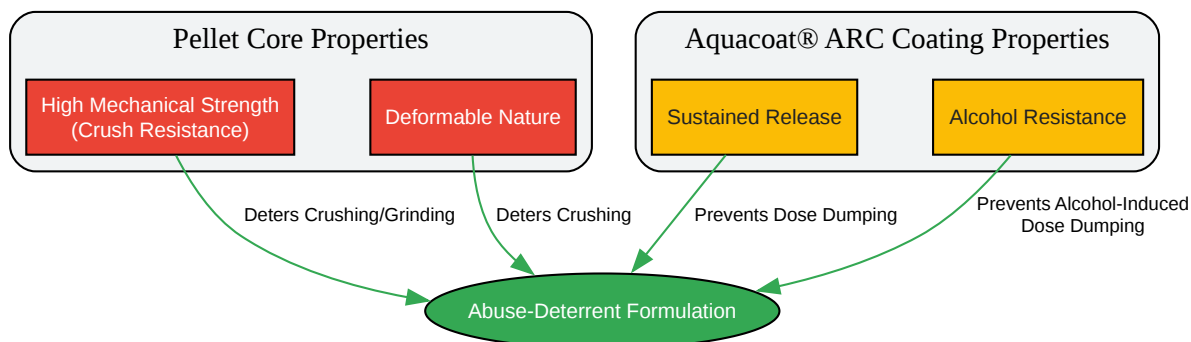 Pellet Core Properties
Aquacoat® ARC Coating Properties
High Mechanical Strength
(Crush Resistance)
Deformable Nature
Sustained Release
Alcohol Resistance
Deters Crushing/Grinding
Deters Crushing
Prevents Dose Dumping
Prevents Alcohol-Induced
Dose Dumping
Abuse-Deterrent Formulation